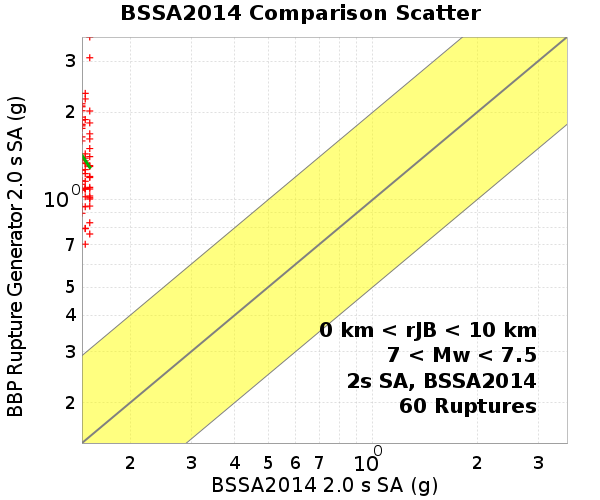 BSSA2014 Comparison Scatter
BBP Rupture Generator 2.0 s SA (g)
3
2
10^0
7
5
4
3
2
0 km < rJB < 10 km
7 < Mw < 7.5
2s SA, BSSA2014
60 Ruptures
2 3 4 5 6 7 10^0 2 3
BSSA2014 2.0 s SA (g)